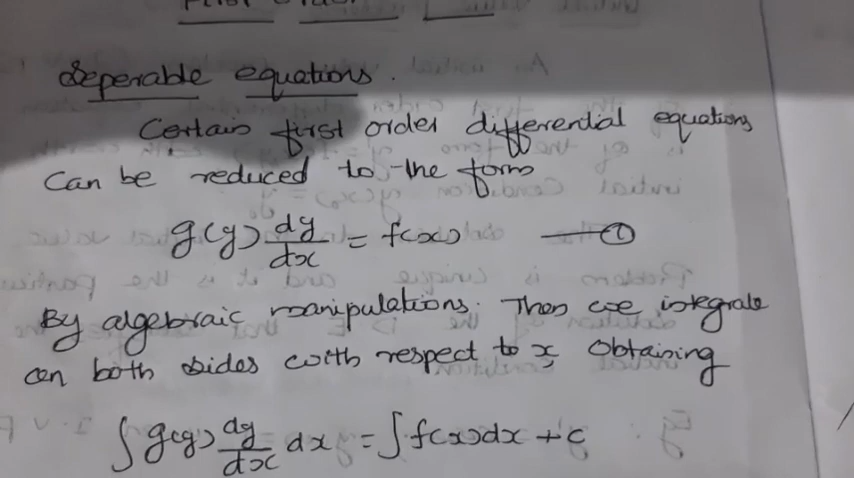 Seperable equations.
Certain first order differential equations
Can be reduced to the form
g(y) dy/dx = f(x) — ①
By algebraic manipulations. Then we integrate
on both sides with respect to x, Obtaining
∫ g(y) dy/dx dx = ∫ f(x) dx + c